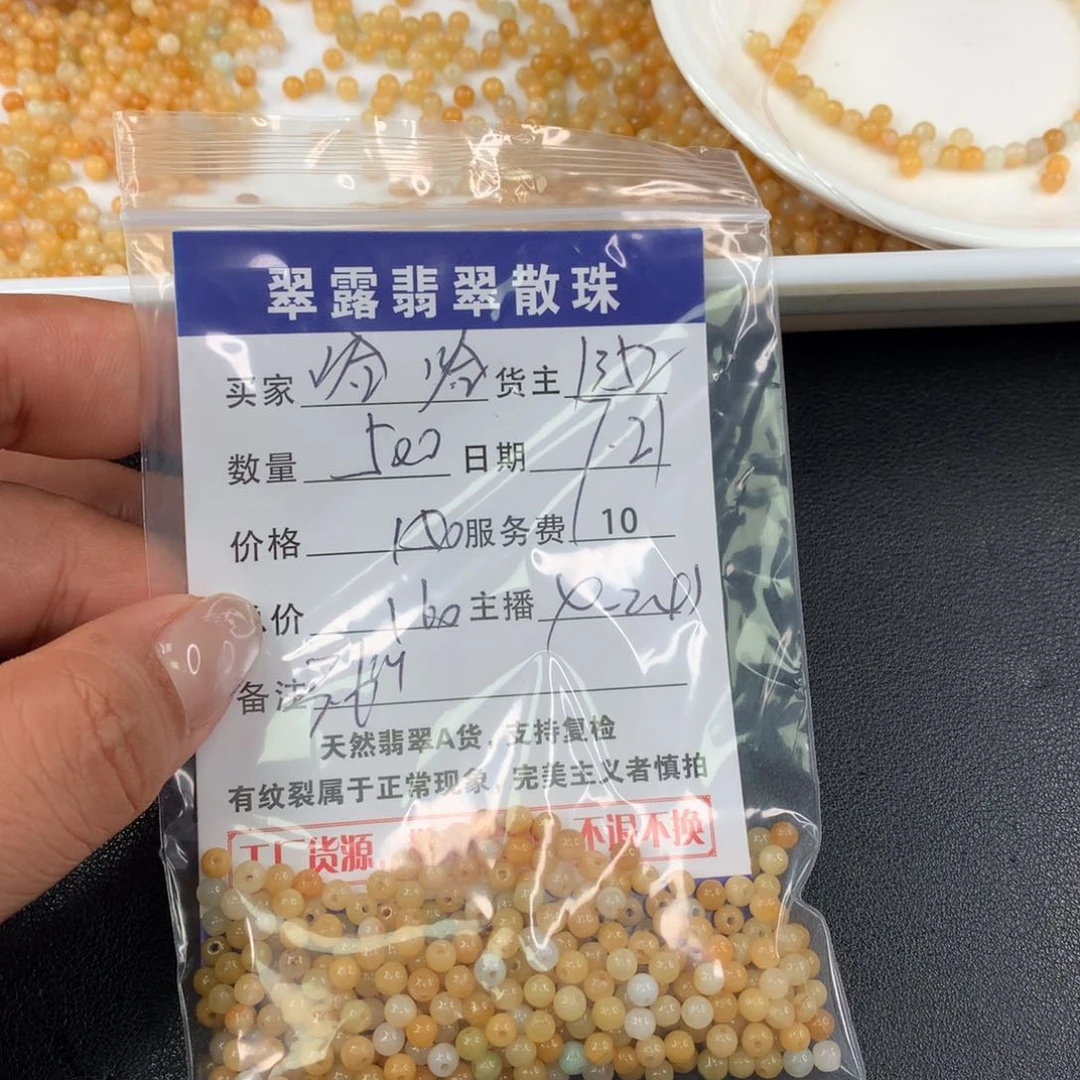 翠露翡翠散珠
买家 哈哈 货主
数量 500 日期 1.21
价格 150 服务费 10
价 160 主播
备注
天然翡翠A货，支持复检
有纹裂属于正常现象，完美主义者慎拍
工厂货源， 不退不换